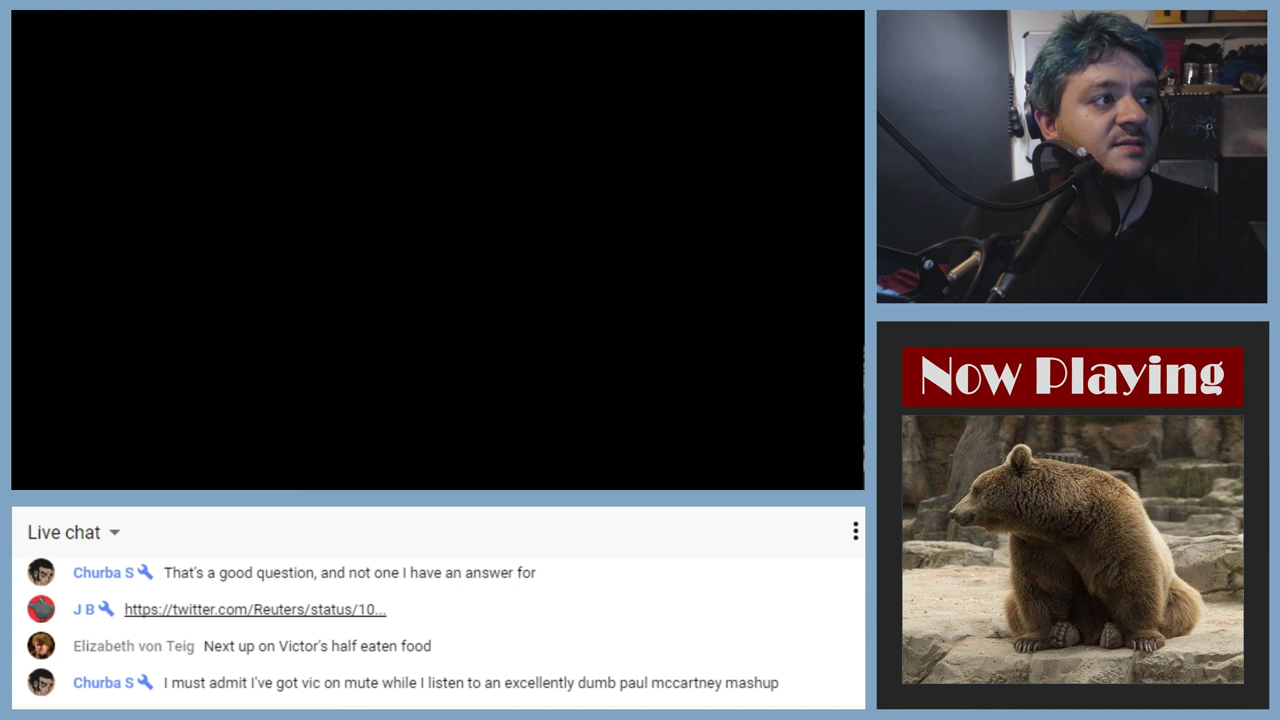 Now Playing
Live chat
Churba S That's a good question, and not one I have an answer for
J B https://twitter.com/Reuters/status/10...
Elizabeth von Teig Next up on Victor's half eaten food
Churba S I must admit I've got vic on mute while I listen to an excellently dumb paul mccartney mashup